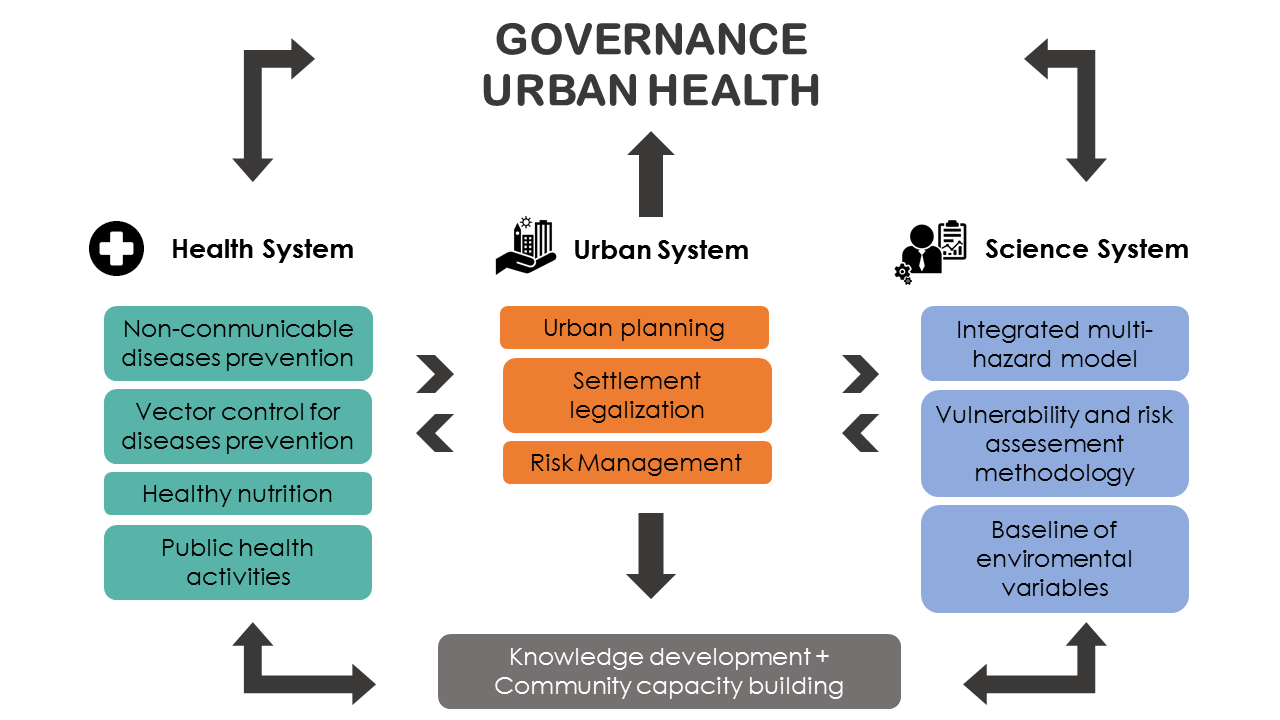 GOVERNANCE
URBAN HEALTH
Health System
Non-conmunicable
diseases prevention
Vector control for
diseases prevention
Healthy nutrition
Public health
activities
Urban System
Urban planning
Settlement
legalization
Risk Management
Science System
Integrated multi-
hazard model
Vulnerability and risk
assesement
methodology
Baseline of
enviromental
variables
Knowledge development +
Community capacity building